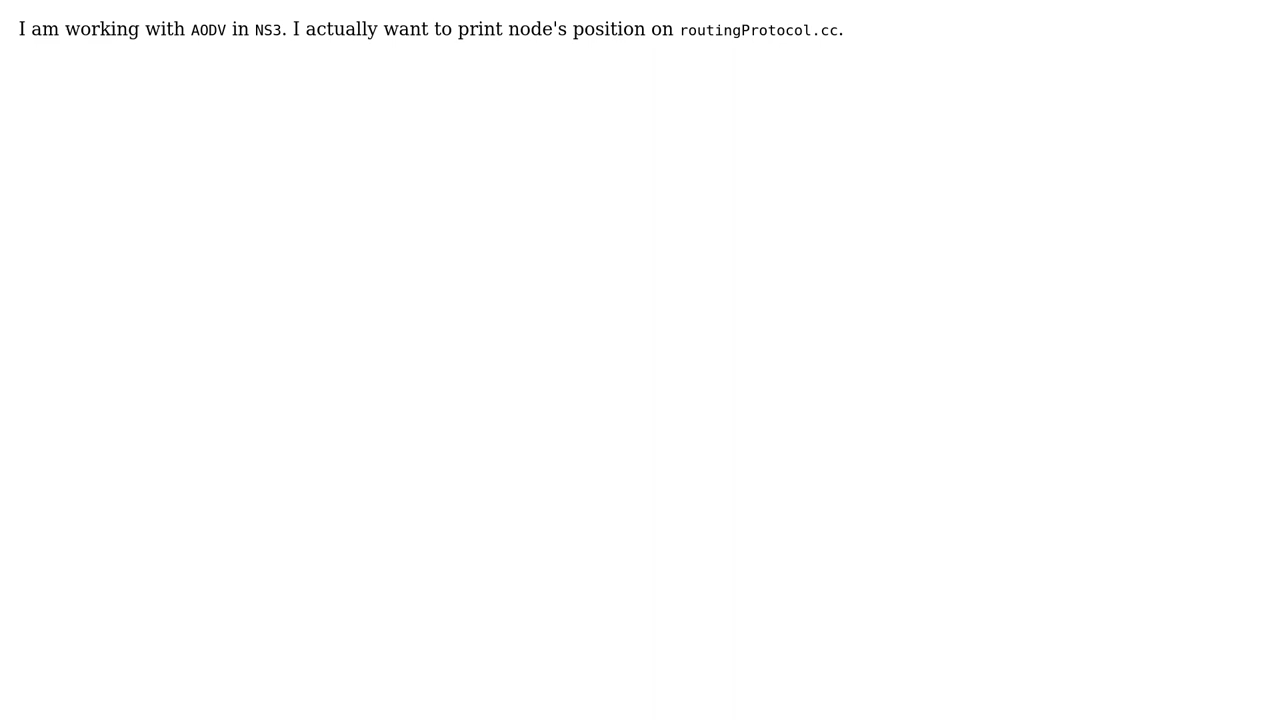 I am working with AODV in NS3. I actually want to print node's position on routingProtocol.cc.